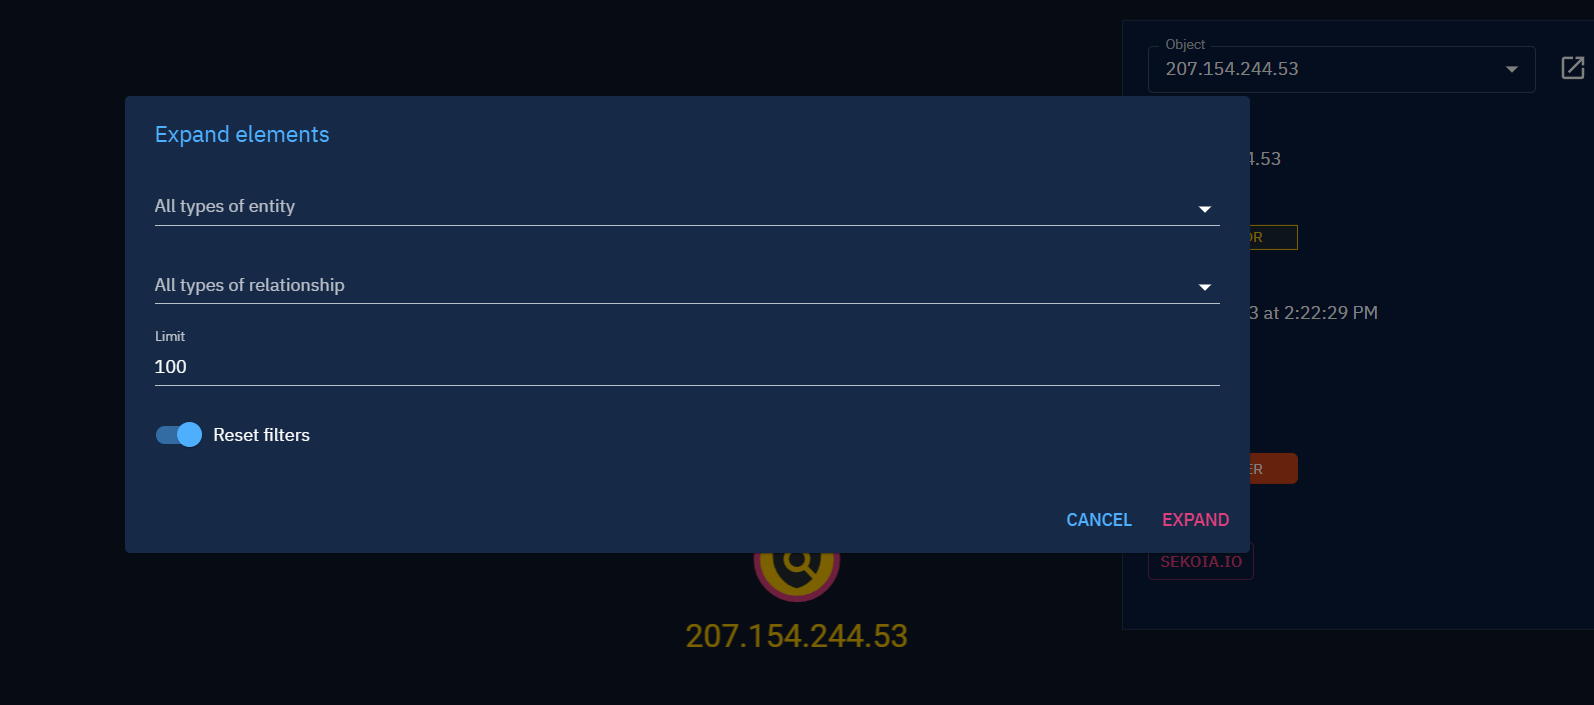 Object
207.154.244.53
Expand elements
4.53
All types of entity
OR
All types of relationship
3 at 2:22:29 PM
Limit
100
Reset filters
ER
CANCEL
EXPAND
SEKOIA.IO
207.154.244.53